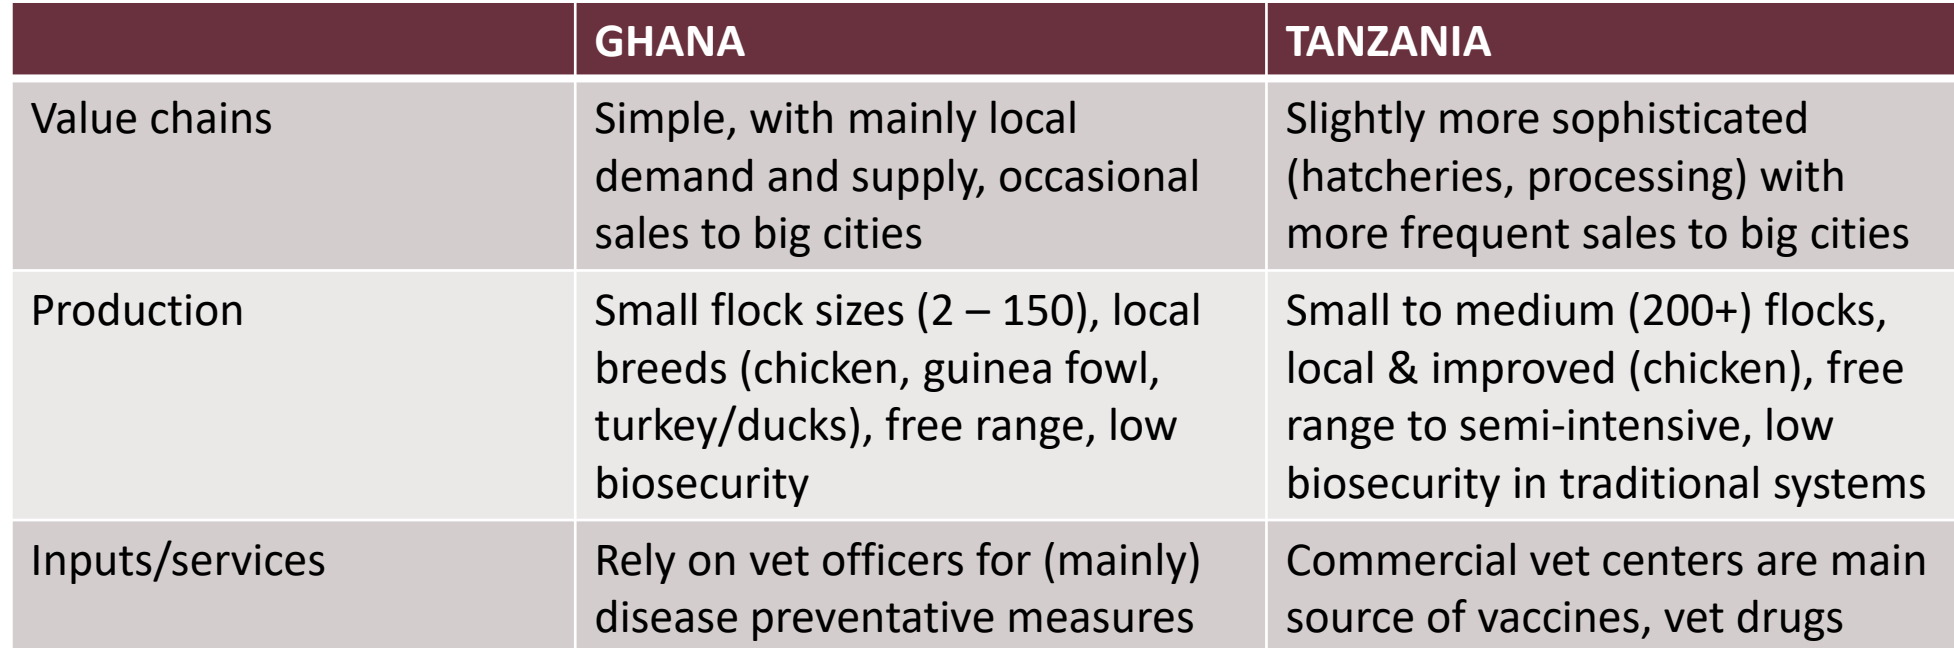 GHANA
TANZANIA
Value chains
Simple, with mainly local
demand and supply, occasional
sales to big cities
Slightly more sophisticated
(hatcheries, processing) with
more frequent sales to big cities
Production
Small flock sizes (2 – 150), local
breeds (chicken, guinea fowl,
turkey/ducks), free range, low
biosecurity
Small to medium (200+) flocks,
local & improved (chicken), free
range to semi-intensive, low
biosecurity in traditional systems
Inputs/services
Rely on vet officers for (mainly)
disease preventative measures
Commercial vet centers are main
source of vaccines, vet drugs